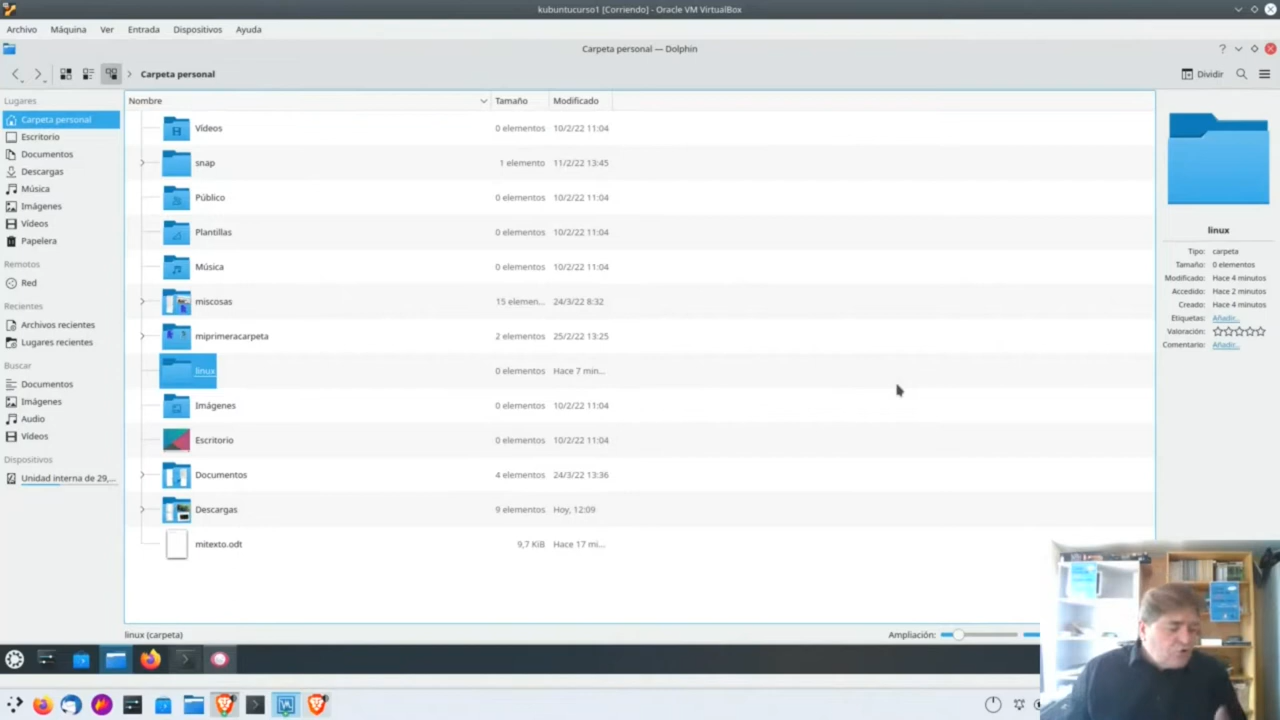 kubuntucurso1 [Corriendo] - Oracle VM VirtualBox
Archivo Máquina Ver Entrada Dispositivos Ayuda
Carpeta personal — Dolphin
Carpeta personal
Dividir
Lugares
Carpeta personal
Escritorio
Documentos
Descargas
Música
Imágenes
Vídeos
Papelera
Remotos
Red
Recientes
Archivos recientes
Lugares recientes
Buscar
Documentos
Imágenes
Audio
Vídeos
Dispositivos
Unidad interna de 29,...
Nombre Tamaño Modificado
Vídeos 0 elementos 10/2/22 11:04
snap 1 elemento 11/2/22 13:45
Público 0 elementos 10/2/22 11:04
Plantillas 0 elementos 10/2/22 11:04
Música 0 elementos 10/2/22 11:04
miscosas 15 elemen... 24/3/22 8:32
miprimeracarpeta 2 elementos 25/2/22 13:25
linux 0 elementos Hace 7 min...
Imágenes 0 elementos 10/2/22 11:04
Escritorio 0 elementos 10/2/22 11:04
Documentos 4 elementos 24/3/22 13:36
Descargas 9 elementos Hoy, 12:09
mitexto.odt 9,7 KiB Hace 17 mi...
linux
Tipo: carpeta
Tamaño: 0 elementos
Modificado: Hace 4 minutos
Accedido: Hace 2 minutos
Creado: Hace 4 minutos
Etiquetas: Añadir...
Valoración:
Comentario: Añadir...
linux (carpeta)
Ampliación: